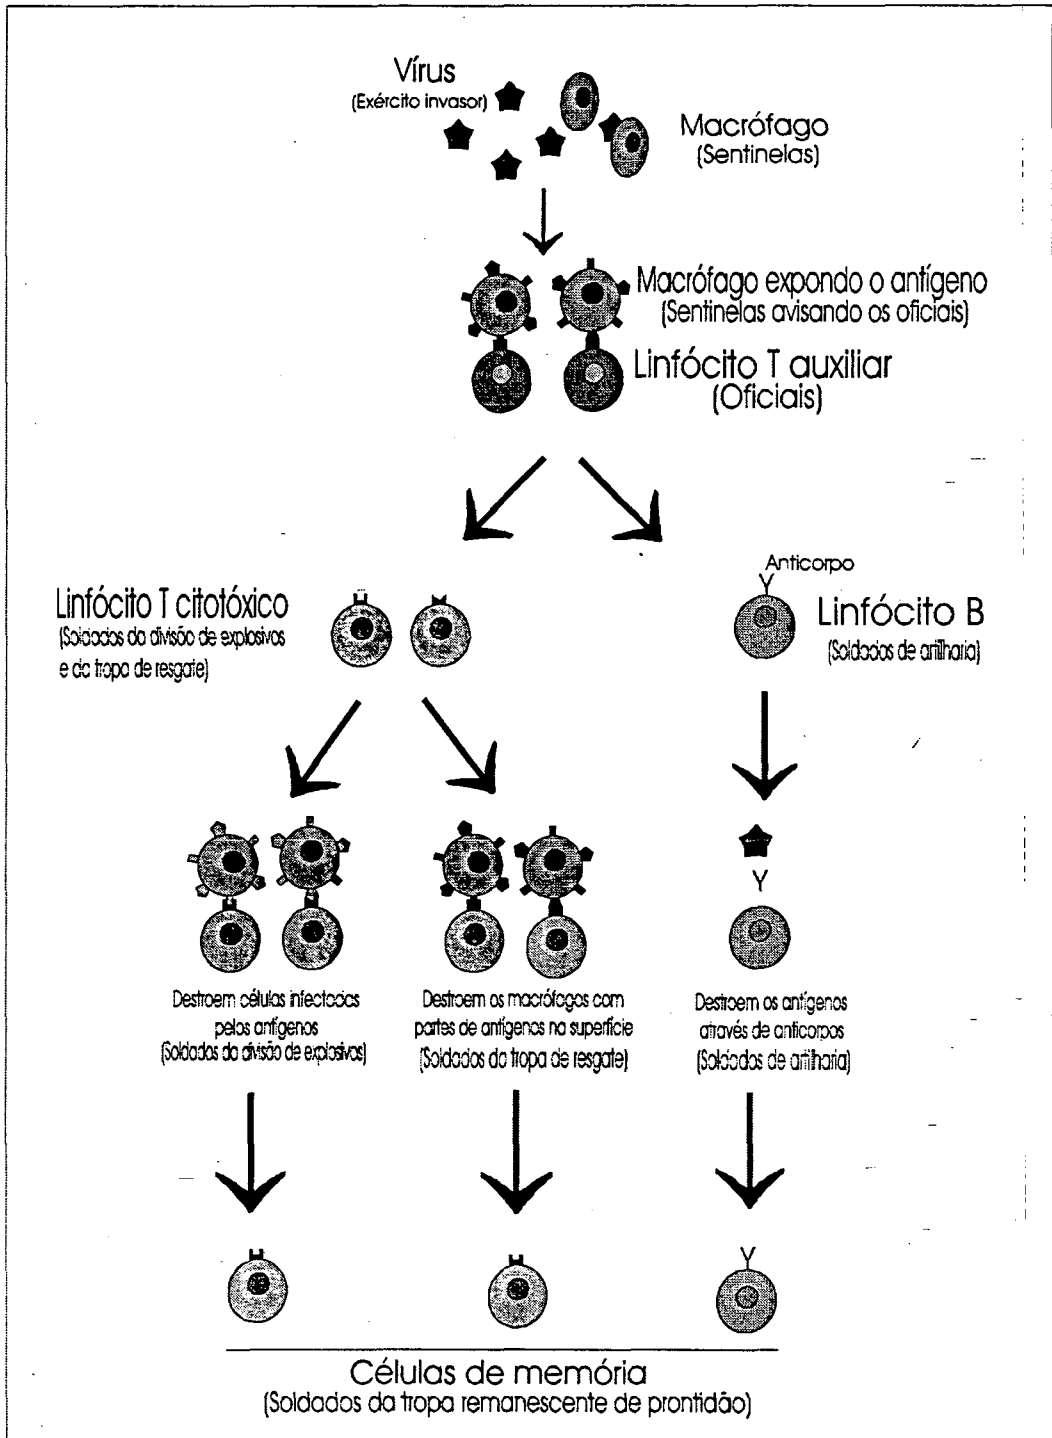 Vírus
(Exército invasor)
Macrófago
(Sentinelas)
Macrófago expondo o antígeno
(Sentinelas avisando os oficiais)
Linfócito T auxiliar
(Oficiais)
Linfócito T citotóxico
(Soldados da divisão de explosivos
e da tropa de resgate)
Anticorpo
Y
Linfócito B
(Soldados de artilharia)
Y
Destroem células infectadas
pelos antígenos
(Soldados da divisão de explosivos)
Destroem os macrófagos com
partes de antígenos na superfície
(Soldados da tropa de resgate)
Destroem os antígenos
através de anticorpos
(Soldados de artilharia)
Y
Células de memória
(Soldados da tropa remanescente de prontidão)